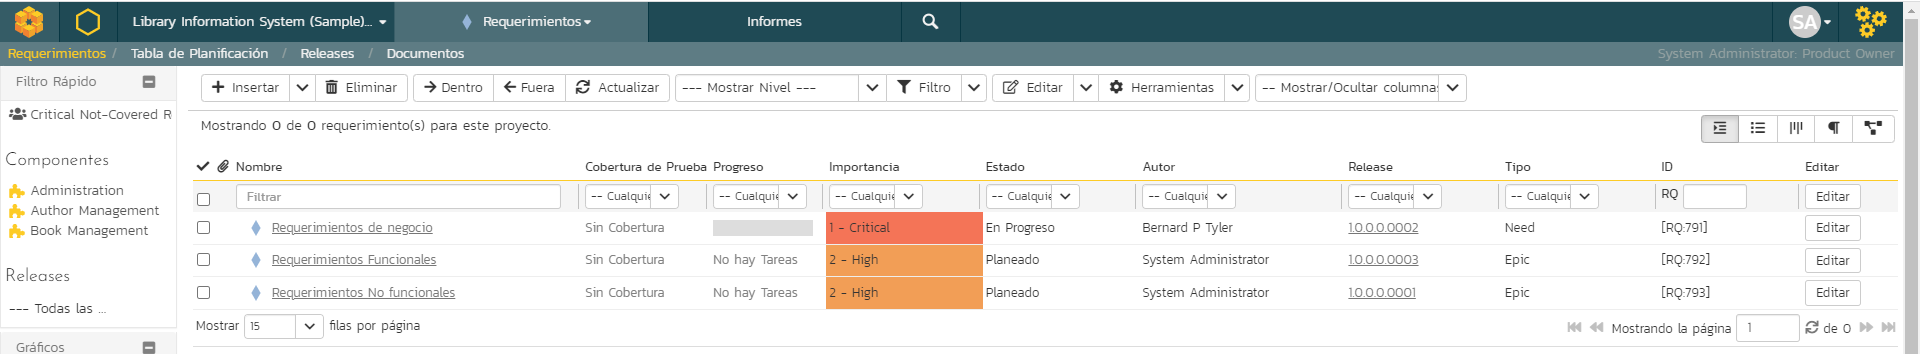 Library Information System (Sample)... Requerimientos Informes SA
Requerimientos / Tabla de Planificación / Releases / Documentos System Administrator: Product Owner
Filtro Rápido
Insertar Eliminar Dentro Fuera Actualizar --- Mostrar Nivel --- Filtro Editar Herramientas -- Mostrar/Ocultar columna
Critical Not-Covered R
Mostrando 0 de 0 requerimiento(s) para este proyecto.
Componentes
Administration
Author Management
Book Management
Releases
--- Todas las ...
Gráficos
Nombre Cobertura de Prueba Progreso Importancia Estado Autor Release Tipo ID Editar
Filtrar -- Cualquie -- Cualquie -- Cualquie -- Cualquie -- Cualquie -- Cualquie -- Cualquie RQ Editar
Requerimientos de negocio Sin Cobertura 1 - Critical En Progreso Bernard P Tyler 1.0.0.0.0002 Need [RQ:791] Editar
Requerimientos Funcionales Sin Cobertura No hay Tareas 2 - High Planeado System Administrator 1.0.0.0.0003 Epic [RQ:792] Editar
Requerimientos No funcionales Sin Cobertura No hay Tareas 2 - High Planeado System Administrator 1.0.0.0.0001 Epic [RQ:793] Editar
Mostrar 15 filas por página Mostrando la página 1 de 0